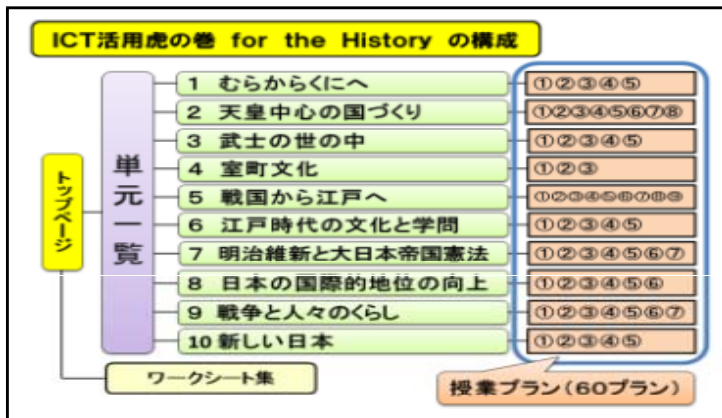 ICT活用虎の巻 for the History の構成
トップページ
単元一覧
1 むらからくにへ ①②③④⑤
2 天皇中心の国づくり ①②③④⑤⑥⑦⑧
3 武士の世の中 ①②③④⑤
4 室町文化 ①②③
5 戦国から江戸へ ①②③④⑤⑥⑦⑧⑨
6 江戸時代の文化と学問 ①②③④⑤
7 明治維新と大日本帝国憲法 ①②③④⑤⑥⑦
8 日本の国際的地位の向上 ①②③④⑤⑥
9 戦争と人々のくらし ①②③④⑤⑥⑦
10 新しい日本 ①②③④⑤
ワークシート集
授業プラン(60プラン)